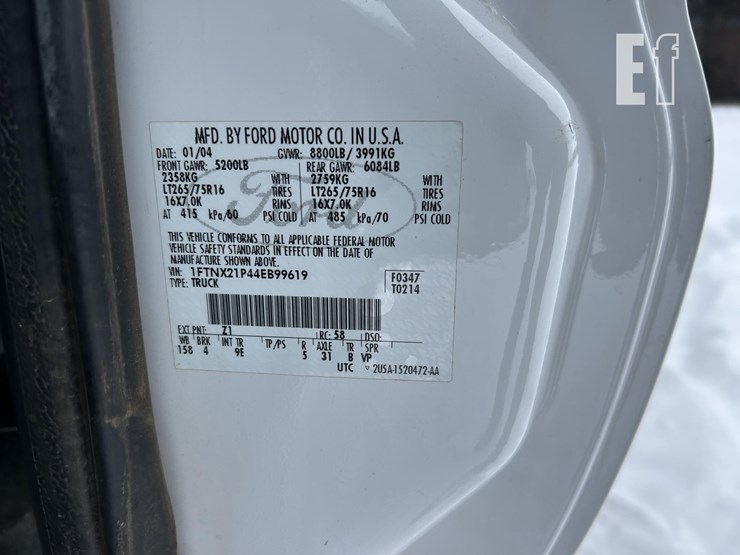 Ef
MFD. BY FORD MOTOR CO. IN U.S.A.
DATE: 01/04 GVWR: 8800LB/ 3991KG
FRONT GAWR: 5200LB REAR GAWR: 6084LB
2358KG WITH 2759KG WITH
LT265/75R16 TIRES LT265/75R16 TIRES
16X7.0K RIMS 16X7.0K RIMS
AT 415 kPa/60 PSI COLD AT 485 kPa/70 PSI COLD
THIS VEHICLE CONFORMS TO ALL APPLICABLE FEDERAL MOTOR
VEHICLE SAFETY STANDARDS IN EFFECT ON THE DATE OF
MANUFACTURE SHOWN ABOVE.
VIN: 1FTNX21P44EB99619 F0347
TYPE: TRUCK T0214
EXT PNT: Z1 RC: 58 DSO:
WB BRK INT TR TP/PS R AXLE TR SPR
158 4 9E 5 31 B VP
UTC ▽ 2U5A-1520472-AA
Ford